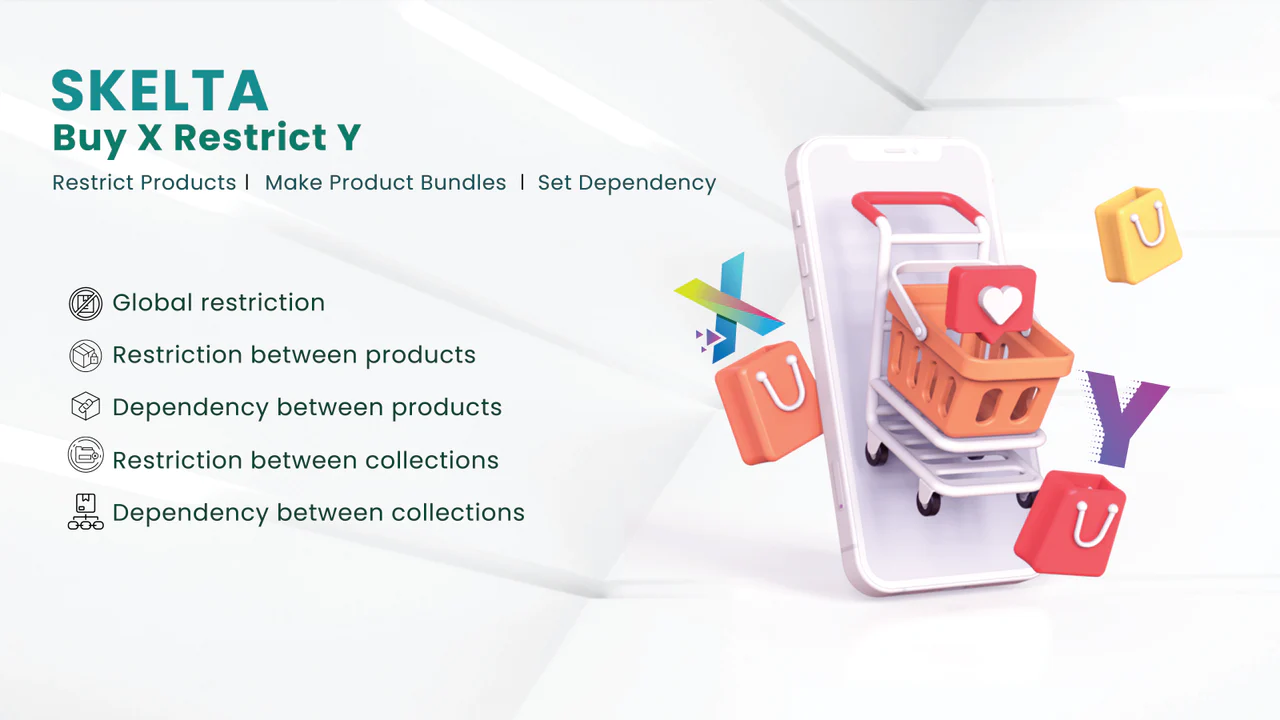 SKELTA
Buy X Restrict Y
Restrict Products | Make Product Bundles | Set Dependency
Global restriction
Restriction between products
Dependency between products
Restriction between collections
Dependency between collections
X
Y